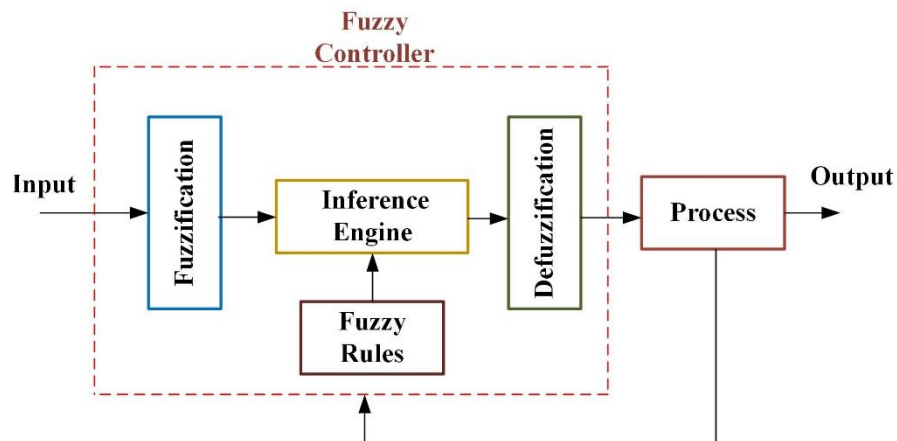 Fuzzy
Controller
Input
Fuzzification
Inference
Engine
Fuzzy
Rules
Defuzzification
Process
Output